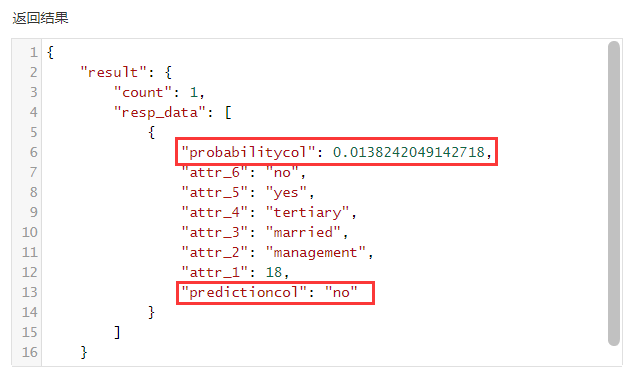 返回结果
1 {
2     "result": {
3         "count": 1,
4         "resp_data": [
5             {
6                 "probabilitycol": 0.0138242049142718,
7                 "attr_6": "no",
8                 "attr_5": "yes",
9                 "attr_4": "tertiary",
10                 "attr_3": "married",
11                 "attr_2": "management",
12                 "attr_1": 18,
13                 "predictioncol": "no"
14             }
15         ]
16     }